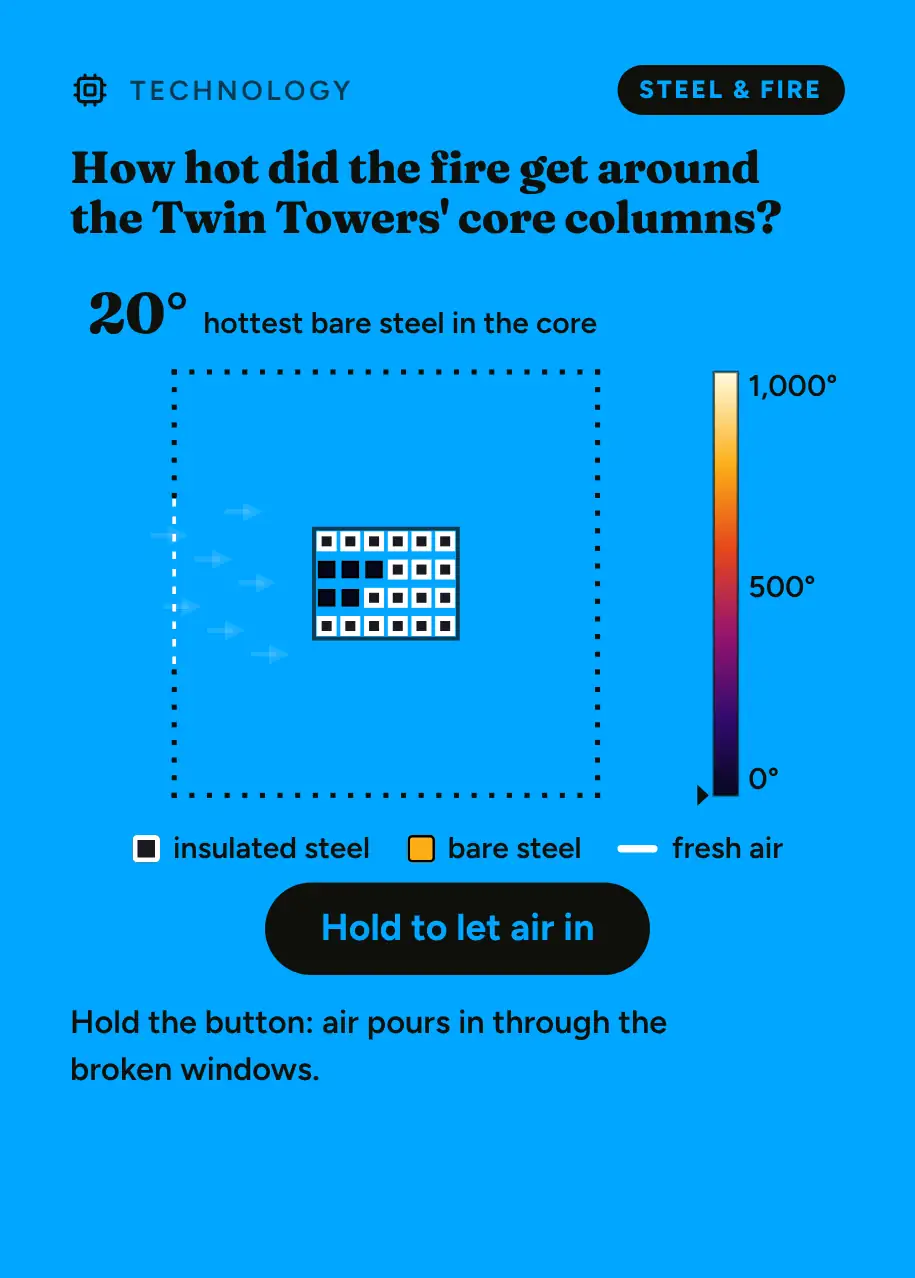 TECHNOLOGY
STEEL & FIRE
How hot did the fire get around
the Twin Towers' core columns?
20° hottest bare steel in the core
1,000°
500°
0°
insulated steel
bare steel
fresh air
Hold to let air in
Hold the button: air pours in through the
broken windows.